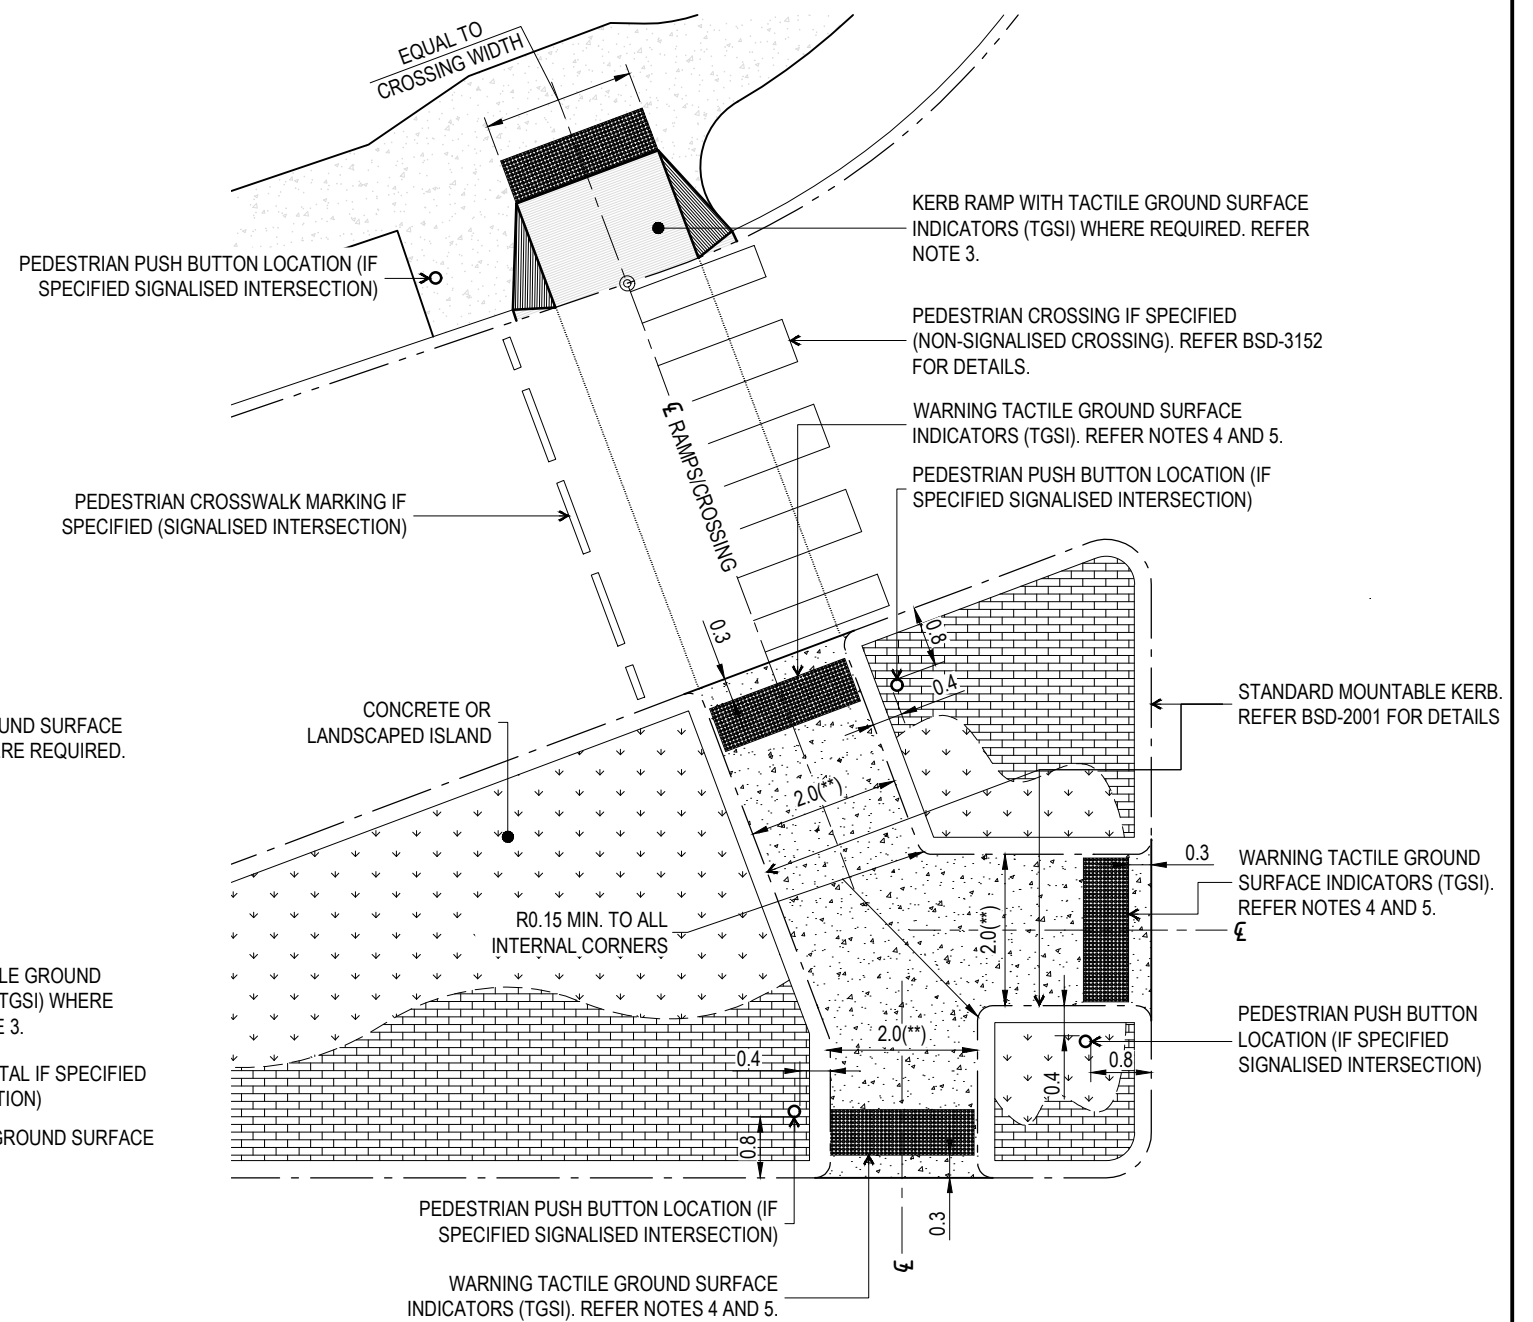 EQUAL TO
CROSSING WIDTH
KERB RAMP WITH TACTILE GROUND SURFACE
INDICATORS (TGSI) WHERE REQUIRED. REFER
NOTE 3.
PEDESTRIAN PUSH BUTTON LOCATION (IF
SPECIFIED SIGNALISED INTERSECTION)
PEDESTRIAN CROSSING IF SPECIFIED
(NON-SIGNALISED CROSSING). REFER BSD-3152
FOR DETAILS.
WARNING TACTILE GROUND SURFACE
INDICATORS (TGSI). REFER NOTES 4 AND 5.
℄ RAMPS/CROSSING
PEDESTRIAN PUSH BUTTON LOCATION (IF
SPECIFIED SIGNALISED INTERSECTION)
PEDESTRIAN CROSSWALK MARKING IF
SPECIFIED (SIGNALISED INTERSECTION)
0.3
0.8
0.4
STANDARD MOUNTABLE KERB.
REFER BSD-2001 FOR DETAILS
CONCRETE OR
LANDSCAPED ISLAND
UND SURFACE
RE REQUIRED.
2.0(**)
0.3
WARNING TACTILE GROUND
SURFACE INDICATORS (TGSI).
REFER NOTES 4 AND 5.
R0.15 MIN. TO ALL
INTERNAL CORNERS
2.0(**)
℄
LE GROUND
TGSI) WHERE
E 3.
PEDESTRIAN PUSH BUTTON
LOCATION (IF SPECIFIED
SIGNALISED INTERSECTION)
2.0(**)
0.4
0.8
0.4
TAL IF SPECIFIED
TION)
GROUND SURFACE
0.8
PEDESTRIAN PUSH BUTTON LOCATION (IF
SPECIFIED SIGNALISED INTERSECTION)
0.3
℄
WARNING TACTILE GROUND SURFACE
INDICATORS (TGSI). REFER NOTES 4 AND 5.